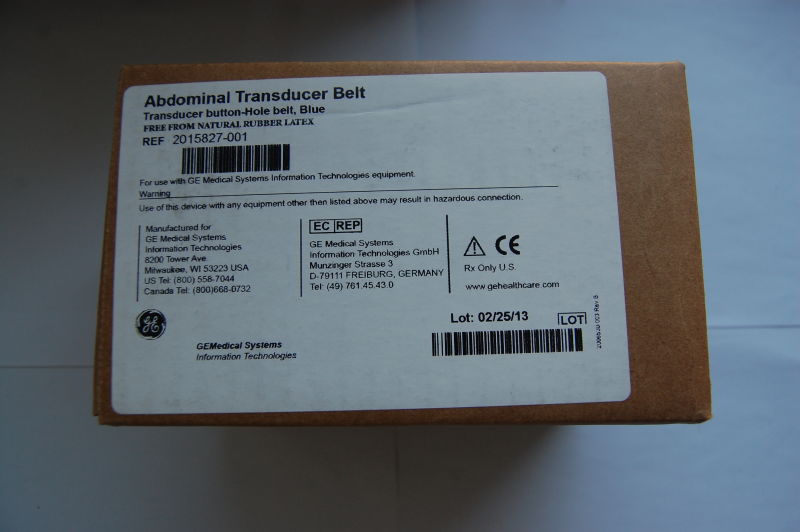 Abdominal Transducer Belt
Transducer button-Hole belt, Blue
FREE FROM NATURAL RUBBER LATEX
REF 2015827-001
For use with GE Medical Systems Information Technologies equipment.
Warning
Use of this device with any equipment other then listed above may result in hazardous connection.
Manufactured for
GE Medical Systems
Information Technologies
8200 Tower Ave.
Milwaukee, WI 53223 USA
US Tel: (800) 558-7044
Canada Tel: (800)668-0732
EC REP
GE Medical Systems
Information Technologies GmbH
Munzinger Strasse 3
D-79111 FREIBURG, GERMANY
Tel: (49) 761.45.43.0
CE
Rx Only U.S.
www.gehealthcare.com
GE
GEMedical Systems
Information Technologies
Lot: 02/25/13
LOT
Rev B